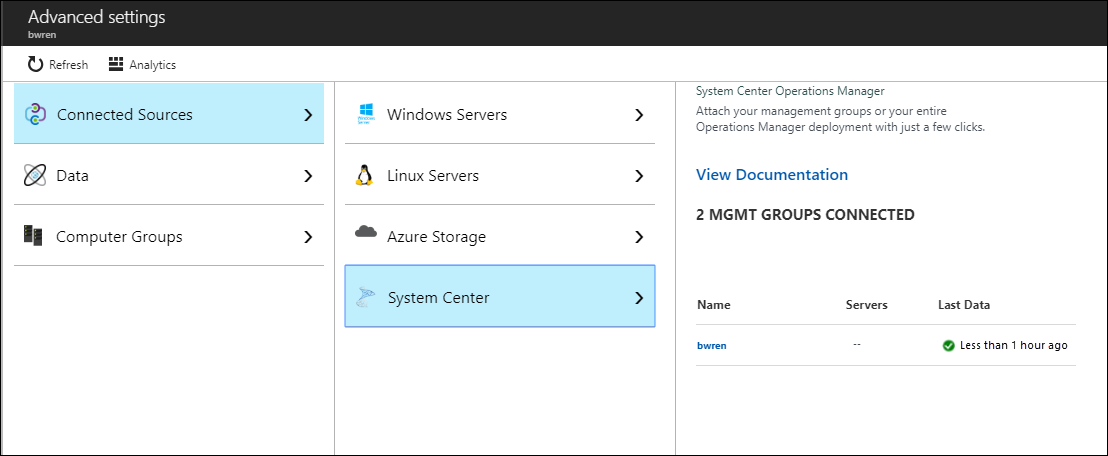 Advanced settings
bwren
Refresh Analytics
Connected Sources
Data
Computer Groups
Windows Servers
Linux Servers
Azure Storage
System Center
System Center Operations Manager
Attach your management groups or your entire
Operations Manager deployment with just a few clicks.
View Documentation
2 MGMT GROUPS CONNECTED
Name Servers Last Data
bwren -- Less than 1 hour ago